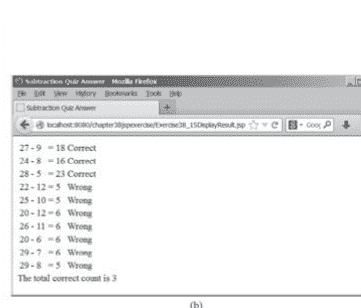 Subtraction Quiz Answer Mozilla Firefox
File Edit View History Bookmarks Tools Help
Subtraction Quiz Answer +
localhost:8080/chapter38jspexercise/Exercise38_15DisplayResult.jsp
27 - 9 = 18 Correct
24 - 8 = 16 Correct
28 - 5 = 23 Correct
22 - 12 = 5 Wrong
25 - 10 = 5 Wrong
20 - 12 = 6 Wrong
26 - 11 = 6 Wrong
20 - 6 = 6 Wrong
29 - 7 = 6 Wrong
29 - 8 = 5 Wrong
The total correct count is 3
(b)